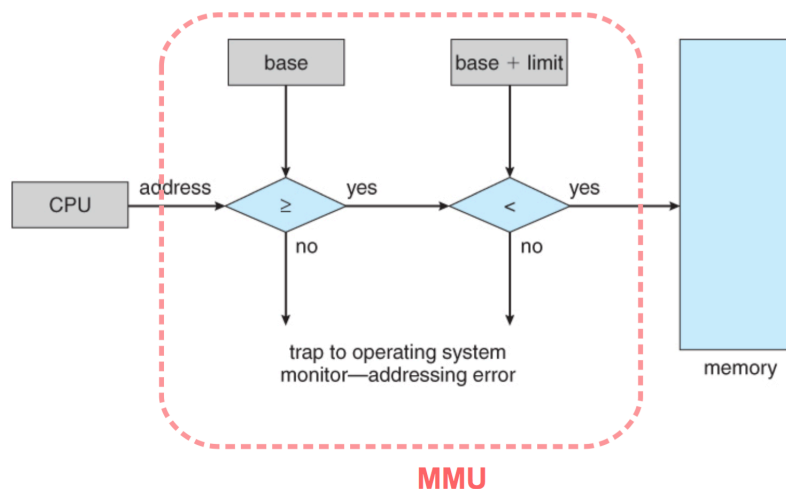 base
base + limit
CPU
address
≥
yes
<
yes
no
no
trap to operating system
monitor—addressing error
memory
MMU